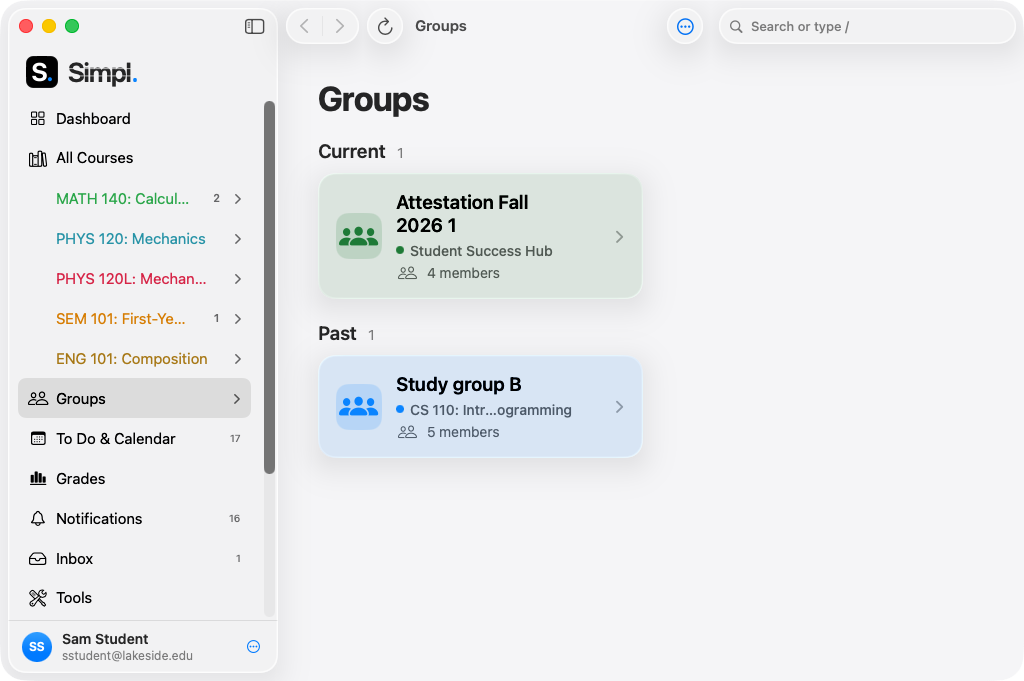 Groups
Search or type /
S. Simpl.
Dashboard
All Courses
MATH 140: Calcul... 2
PHYS 120: Mechanics
PHYS 120L: Mechan...
SEM 101: First-Ye... 1
ENG 101: Composition
Groups
To Do & Calendar 17
Grades
Notifications 16
Inbox 1
Tools
SS
Sam Student
sstudent@lakeside.edu
Groups
Current 1
Attestation Fall
2026 1
Student Success Hub
4 members
Past 1
Study group B
CS 110: Intr...ogramming
5 members